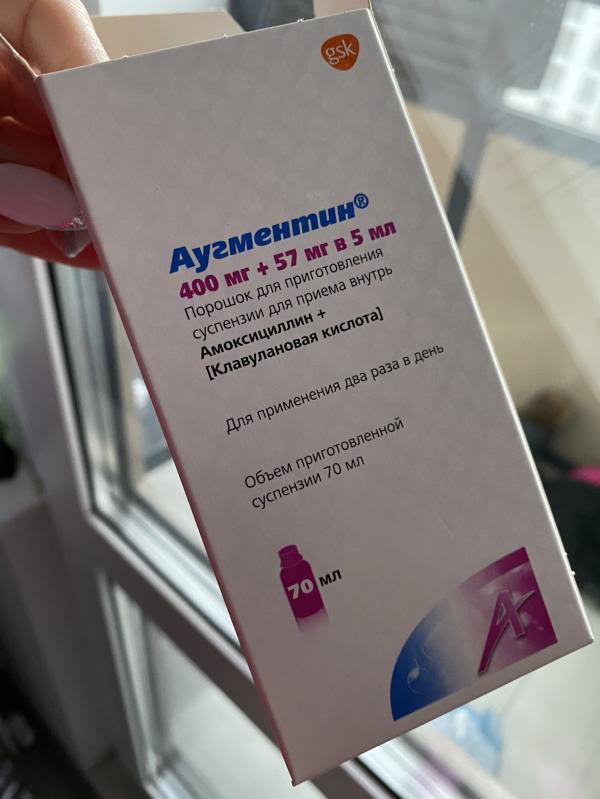 gsk
Аугментин®
400 мг + 57 мг в 5 мл
Порошок для приготовления
суспензии для приема внутрь
Амоксициллин +
[Клавулановая кислота]
Для применения два раза в день
Объем приготовленной
суспензии 70 мл
70 мл
A